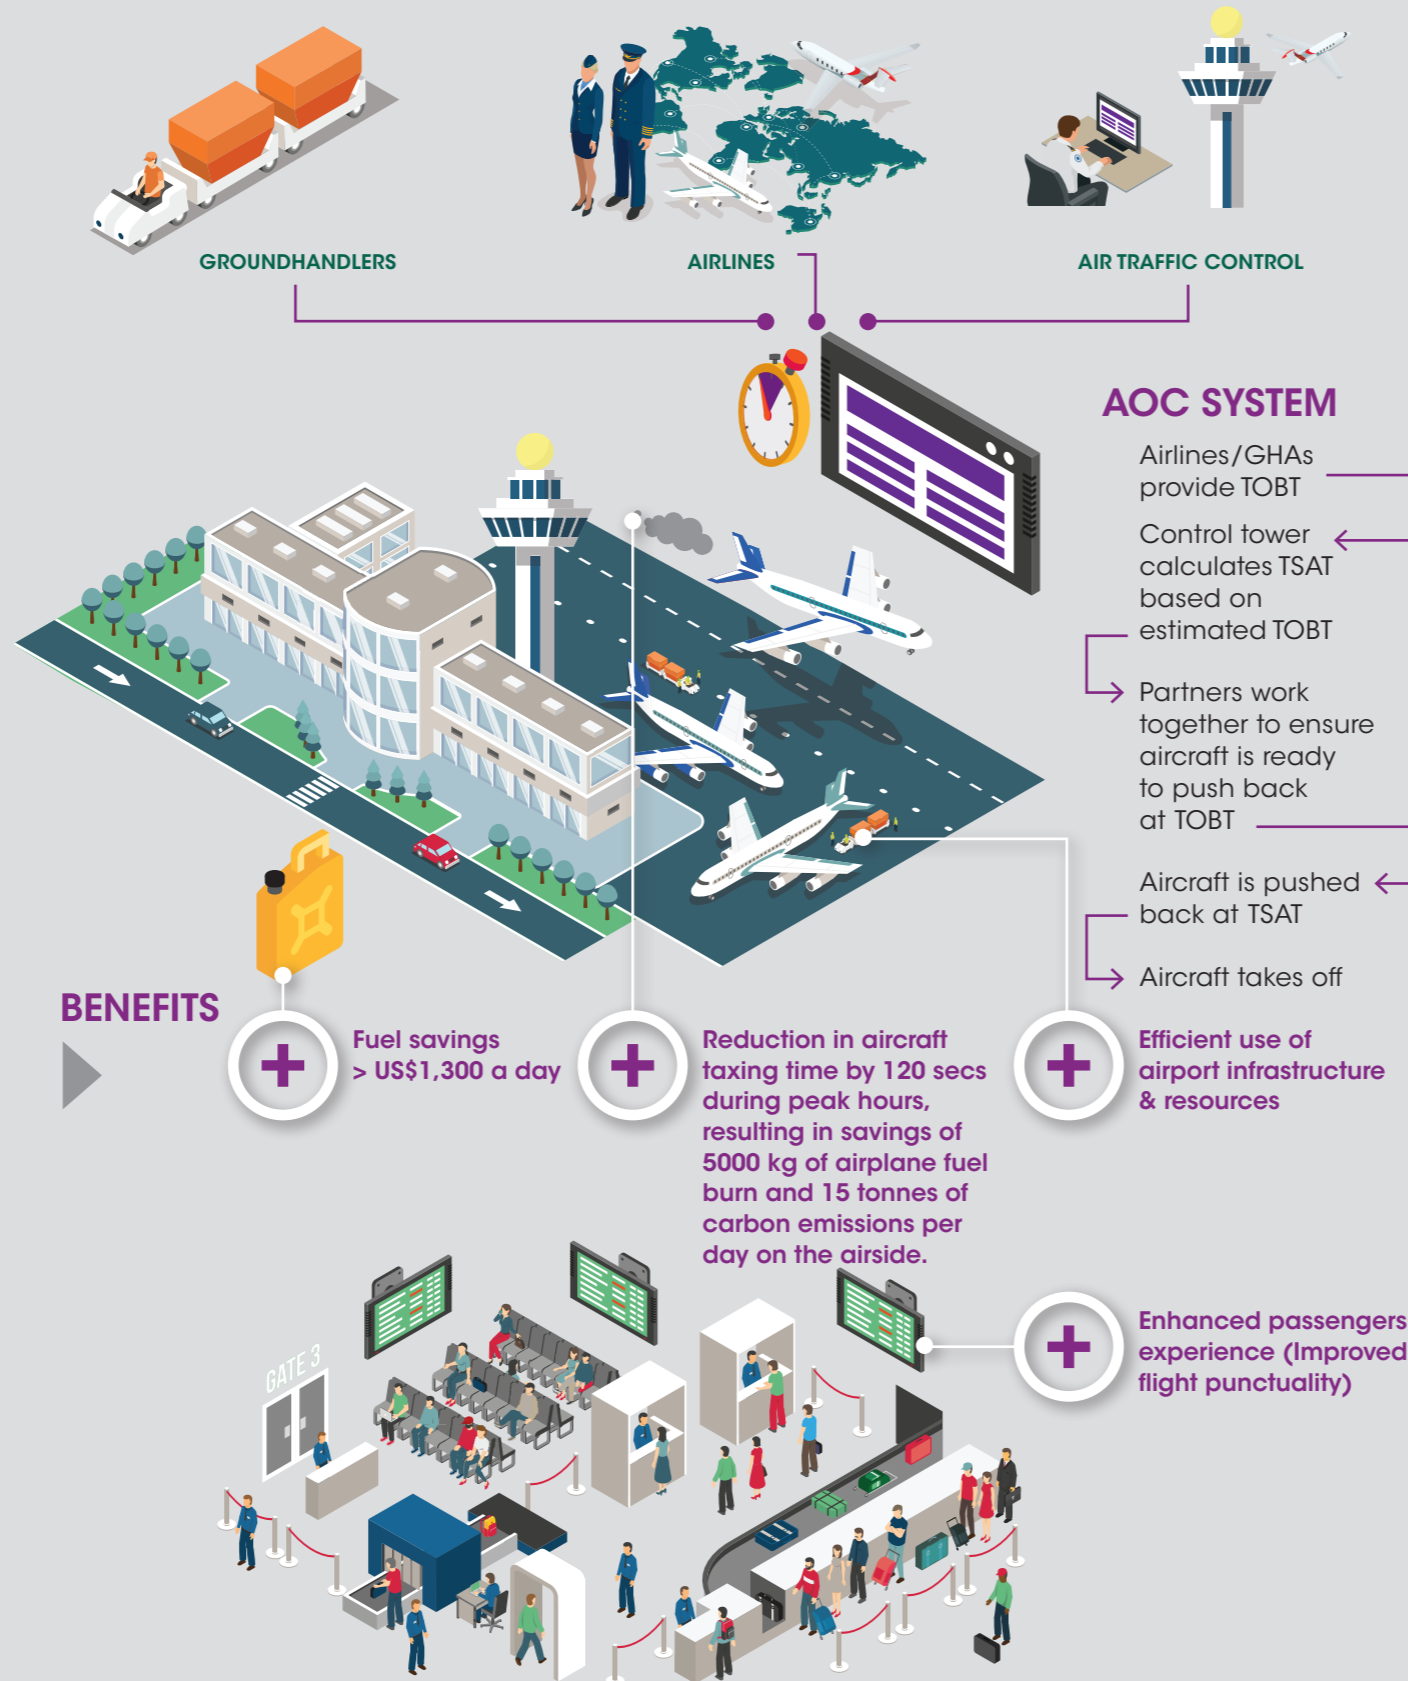 GROUNDHANDLERS
AIRLINES
AIR TRAFFIC CONTROL
AOC SYSTEM
Airlines/GHAs
provide TOBT
Control tower
calculates TSAT
based on
estimated TOBT
Partners work
together to ensure
aircraft is ready
to push back
at TOBT
Aircraft is pushed
back at TSAT
Aircraft takes off
BENEFITS
Fuel savings
> US$1,300 a day
Reduction in aircraft
taxing time by 120 secs
during peak hours,
resulting in savings of
5000 kg of airplane fuel
burn and 15 tonnes of
carbon emissions per
day on the airside.
Efficient use of
airport infrastructure
& resources
Enhanced passengers
experience (Improved
flight punctuality)
GATE 3